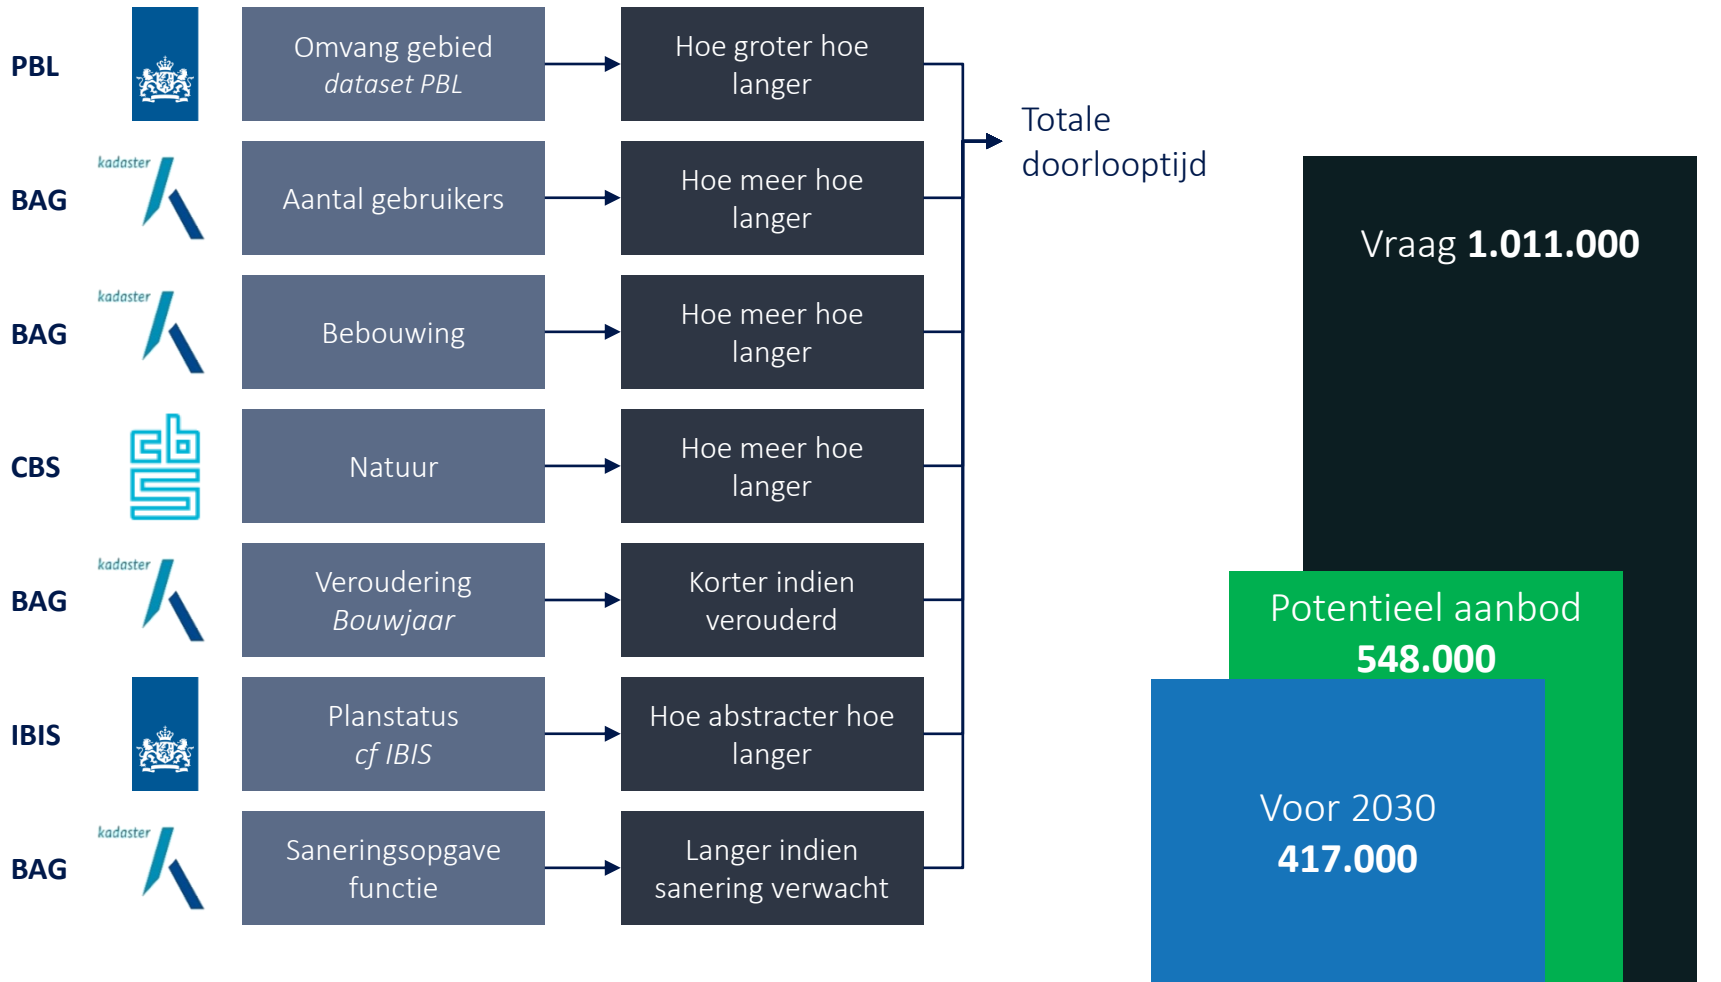 PBL
Omvang gebied
dataset PBL
Hoe groter hoe
langer
kadaster
BAG
Aantal gebruikers
Hoe meer hoe
langer
kadaster
BAG
Bebouwing
Hoe meer hoe
langer
CBS
cbs
Natuur
Hoe meer hoe
langer
kadaster
BAG
Veroudering
Bouwjaar
Korter indien
verouderd
IBIS
Planstatus
cf IBIS
Hoe abstracter hoe
langer
kadaster
BAG
Saneringsopgave
functie
Langer indien
sanering verwacht
Totale
doorlooptijd
Vraag 1.011.000
Potentieel aanbod
548.000
Voor 2030
417.000